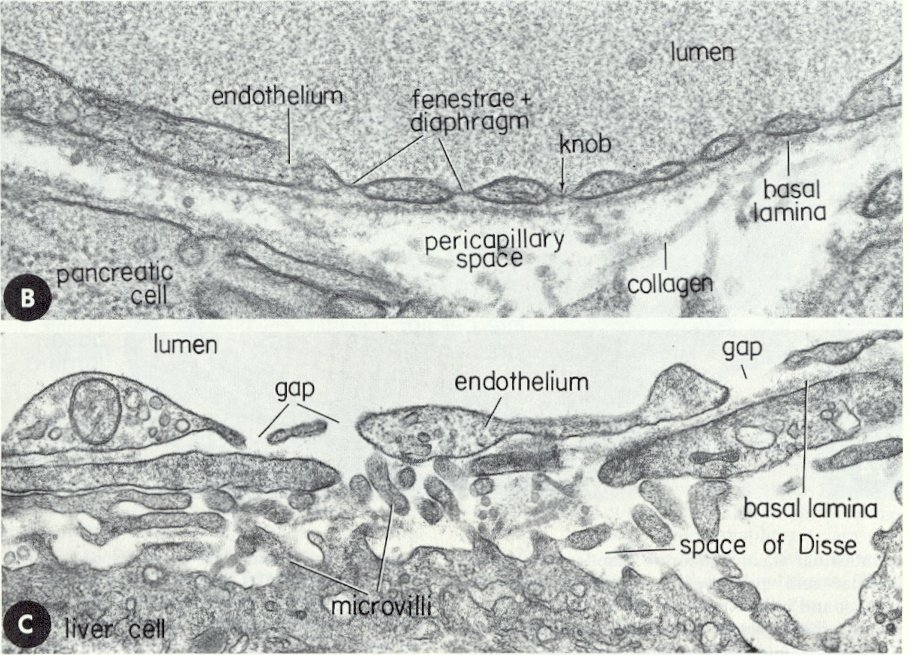 lumen
endothelium
fenestrae +
diaphragm
knob
basal
lamina
pericapillary
space
collagen
pancreatic
cell
B
lumen
gap
gap
endothelium
basal lamina
space of Disse
microvilli
C
liver cell